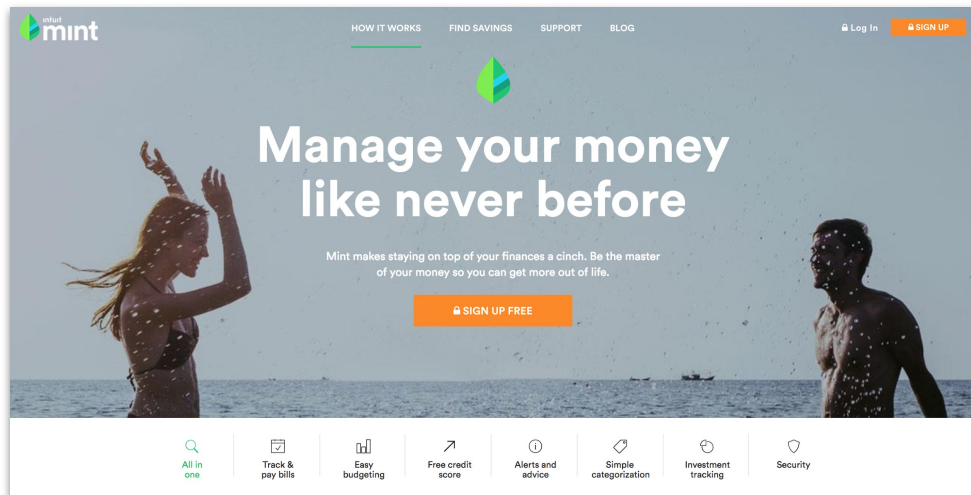 intuit
mint
HOW IT WORKS
FIND SAVINGS
SUPPORT
BLOG
Log In
SIGN UP
Manage your money
like never before
Mint makes staying on top of your finances a cinch. Be the master
of your money so you can get more out of life.
SIGN UP FREE
All in
one
Track &
pay bills
Easy
budgeting
Free credit
score
Alerts and
advice
Simple
categorization
Investment
tracking
Security